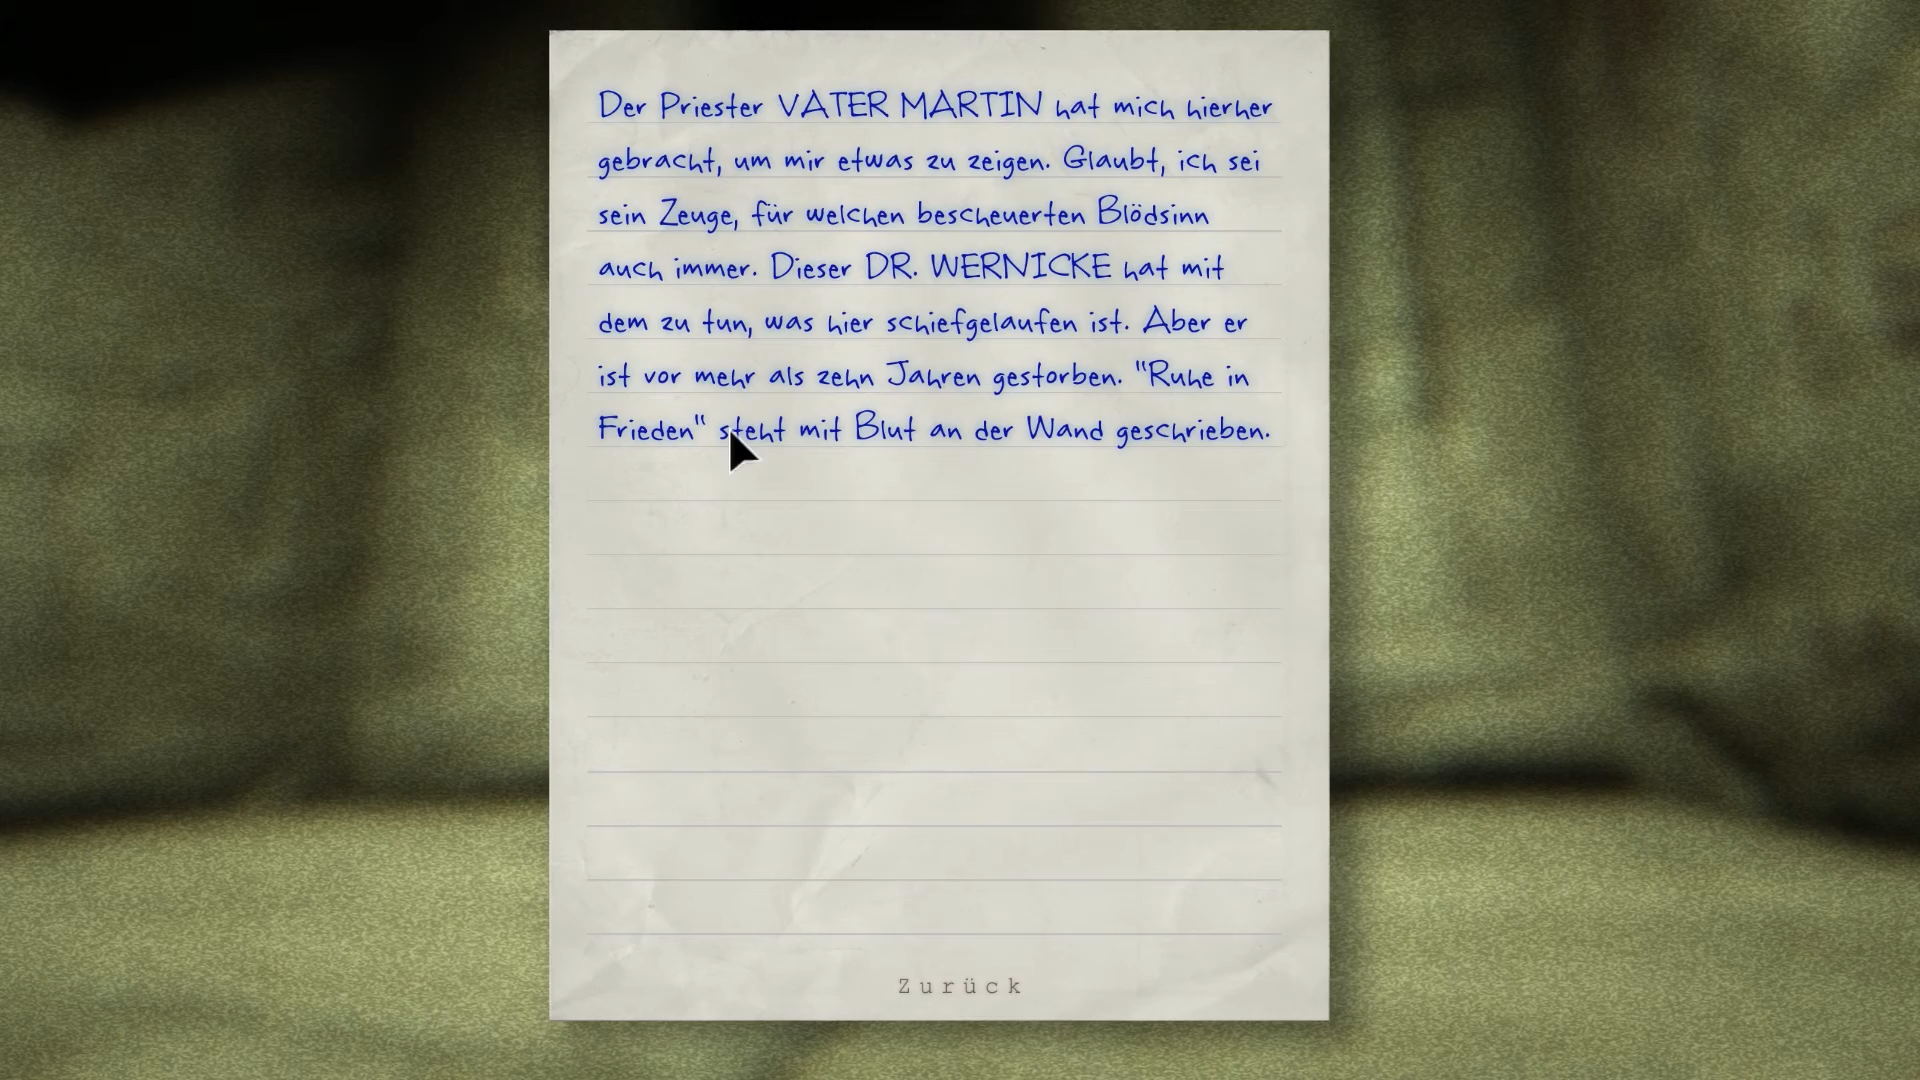 Der Priester VATER MARTIN hat mich hierher
gebracht, um mir etwas zu zeigen. Glaubt, ich sei
sein Zeuge, für welchen bescheuerten Blödsinn
auch immer. Dieser DR. WERNICKE hat mit
dem zu tun, was hier schiefgelaufen ist. Aber er
ist vor mehr als zehn Jahren gestorben. "Ruhe in
Frieden" steht mit Blut an der Wand geschrieben.
Zurück